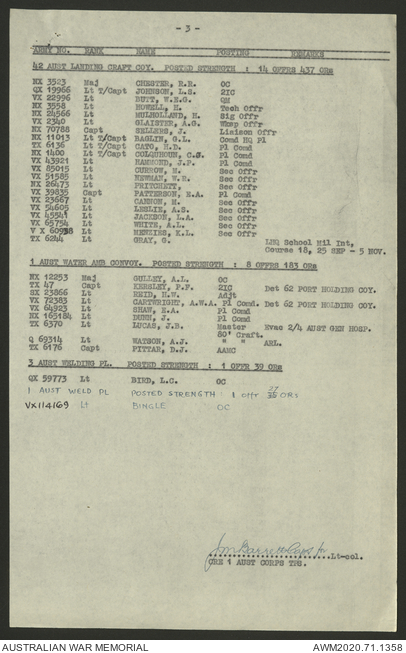 - 3 -
ARMY NO. RANK NAME POSTING REMARKS
42 AUST LANDING CRAFT COY. POSTED STRENGTH : 14 OFFRS 437 ORs
NX 3523 Maj CHESTER, R.R. OC
QX 19966 Lt T/Capt JOHNSON, L.S. 2IC
VX 22996 Lt BUTT, W.E.G. QM
NX 3558 Lt HOWELL, H. Tech Offr
NX 24566 Lt MULHOLLAND, M. Sig Offr
VX 2340 Lt GLAISTER, A.G. Wksp Offr
NX 70788 Capt SELLERS, J. Liaison Offr
NX 11013 Lt T/Capt BAGLIN, G.L. Comd HQ Pl
TX 6136 Lt T/Capt CATO, H.D. Pl Comd
NX 1400 Lt T/Capt COLQUHOUN, C.S. Pl Comd
VX 43921 Lt HAMMOND, J.F. Pl Comd
VX 85015 Lt CURROW, M. Sec Offr
VX 51585 Lt NEWMAN, W.R. Sec Offr
NX 26473 Lt PRITCHETT, Sec Offr
VX 39835 Capt PATTERSON, H.A. Pl Comd
VX 23667 Lt CANNON, M. Sec Offr
VX 54605 Lt LESLIE, A.S. Sec Offr
VX 45541 Lt JACKSON, L.A. Sec Offr
VX 65754 Lt WHITE, A.L. Sec Offr
V X 60938 Lt MENZIES, K.L. Sec Offr
TX 6244 Lt GRAY, G. LHQ School Mil Int,
Course 18, 25 SEP - 5 NOV.
1 AUST WATER AMB CONVOY. POSTED STRENGTH : 8 OFFRS 183 ORs
NX 12253 Maj GULLEY, A.L. OC
TX 47 Capt KERSLEY, P.F. 2IC Det 62 PORT HOLDING COY.
SX 23866 Lt REID, H.W. Adjt
VX 72383 Lt CARTWRIGHT, A.W.A. Pl Comd. Det 62 PORT HOLDING COY.
VX 64923 Lt SHAW, E.A. Pl Comd
NX 165184 Lt DUNN, J. Pl Comd
TX 6370 LUCAS, J.B. Master Evac 2/4 AUST GEN HOSP.
80' Craft.
Q 69314 Lt WATSON, A.J. " " ARL.
TX 6176 Capt PITTAR, D.J. AAMC
3 AUST WELDING PL. POSTED STRENGTH : 1 OFFR 39 ORs
QX 59773 Lt BIRD, L.C. OC
1 AUST WELD PL POSTED STRENGTH : 1 offr ORs
VX114169 Lt BINGLE OC
Lt-col.
CRE 1 AUST CORPS TPS.
AUSTRALIAN WAR MEMORIAL AWM2020.71.1358